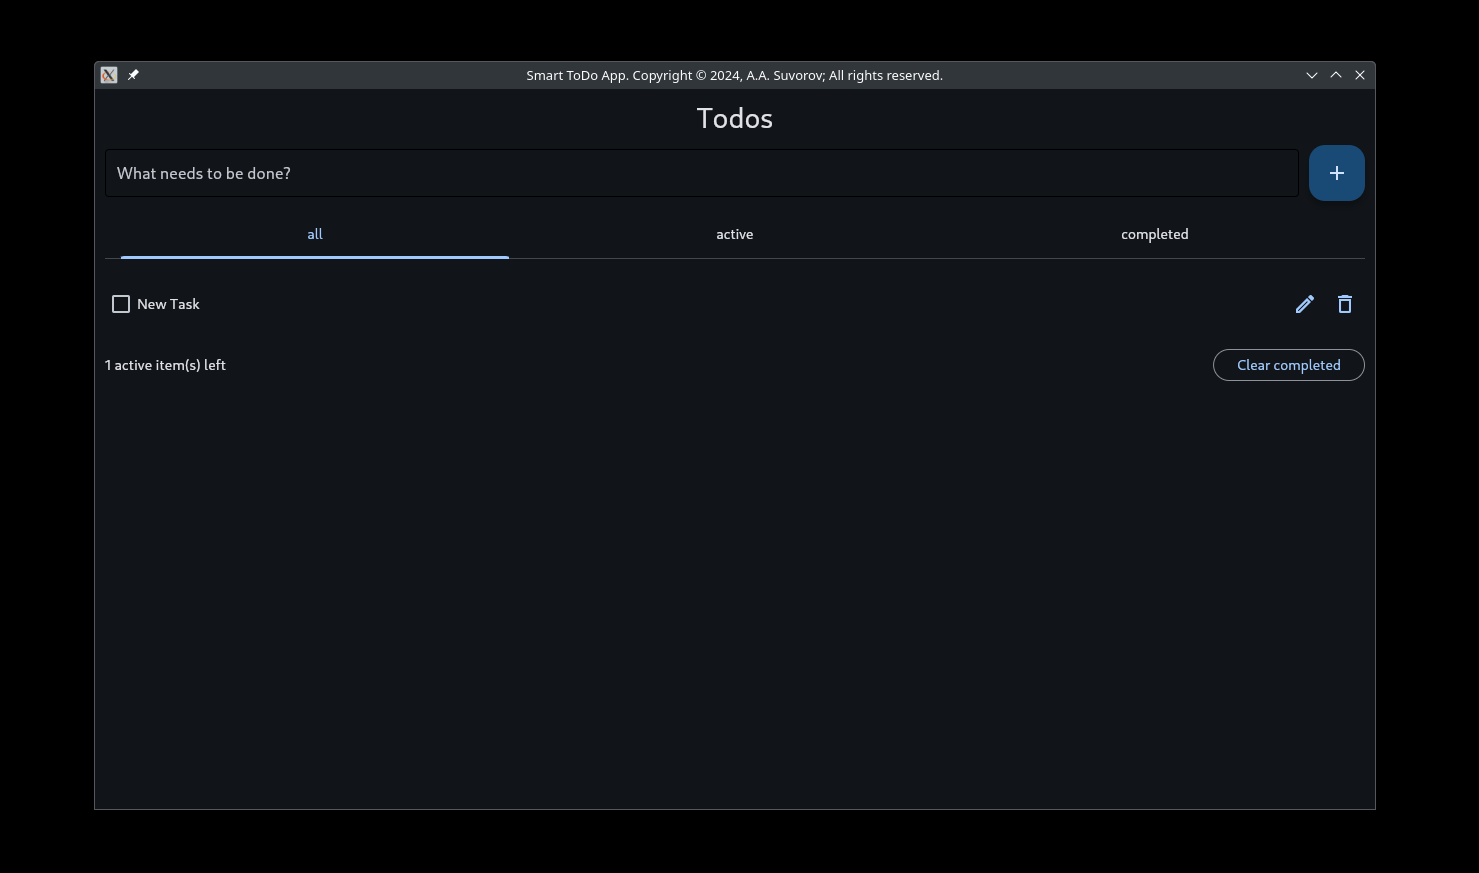 Smart ToDo App. Copyright © 2024, A.A. Suvorov; All rights reserved.
Todos
What needs to be done?
all active completed
New Task
1 active item(s) left Clear completed